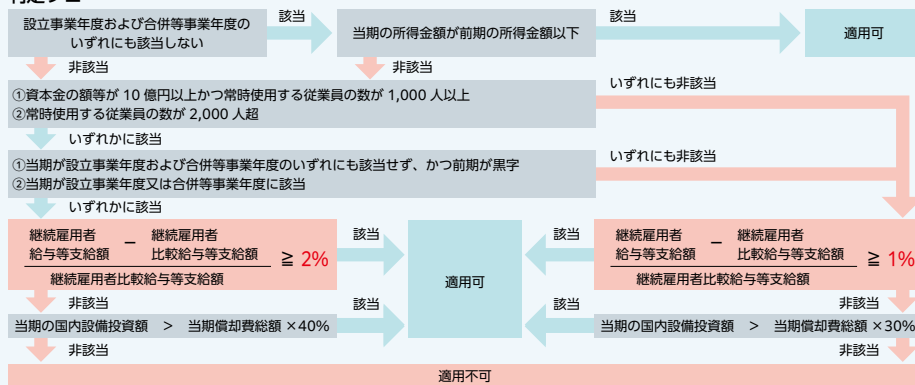 設立事業年度および合併等事業年度の
いずれにも該当しない
該当
当期の所得金額が前期の所得金額以下
該当
適用可
非該当
非該当
①資本金の額等が 10 億円以上かつ常時使用する従業員の数が 1,000 人以上
②常時使用する従業員の数が 2,000 人超
いずれにも非該当
いずれかに該当
①当期が設立事業年度および合併等事業年度のいずれにも該当せず、かつ前期が黒字
②当期が設立事業年度又は合併等事業年度に該当
いずれにも非該当
いずれかに該当
継続雇用者 継続雇用者
給与等支給額 － 比較給与等支給額
継続雇用者比較給与等支給額
≧ 2%
該当
適用可
該当
継続雇用者 継続雇用者
給与等支給額 － 比較給与等支給額
継続雇用者比較給与等支給額
≧ 1%
非該当
該当
該当
非該当
当期の国内設備投資額 ＞ 当期償却費総額 ×40%
当期の国内設備投資額 ＞ 当期償却費総額 ×30%
非該当
非該当
適用不可